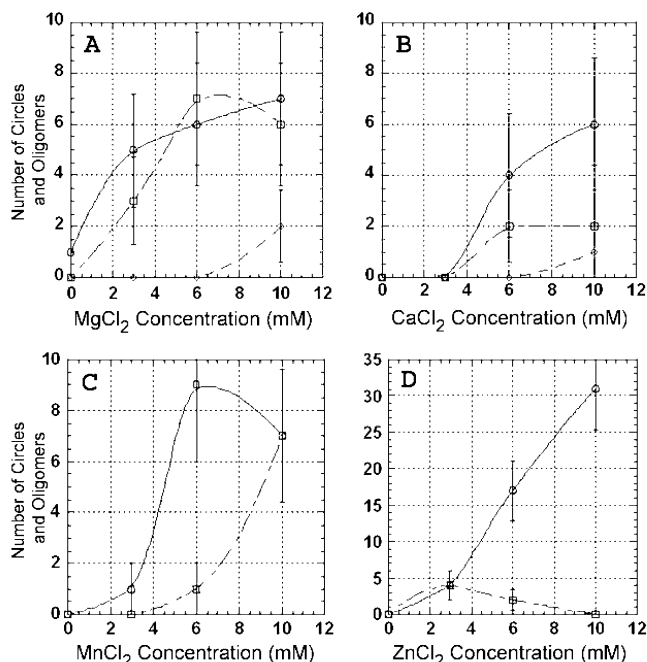 A
10
8
6
4
2
0
0 2 4 6 8 10 12
Number of Circles
and Oligomers
MgCl2 Concentration (mM)
B
10
8
6
4
2
0
0 2 4 6 8 10 12
CaCl2 Concentration (mM)
C
10
8
6
4
2
0
0 2 4 6 8 10 12
Number of Circles
and Oligomers
MnCl2 Concentration (mM)
D
35
30
25
20
15
10
5
0
0 2 4 6 8 10 12
ZnCl2 Concentration (mM)